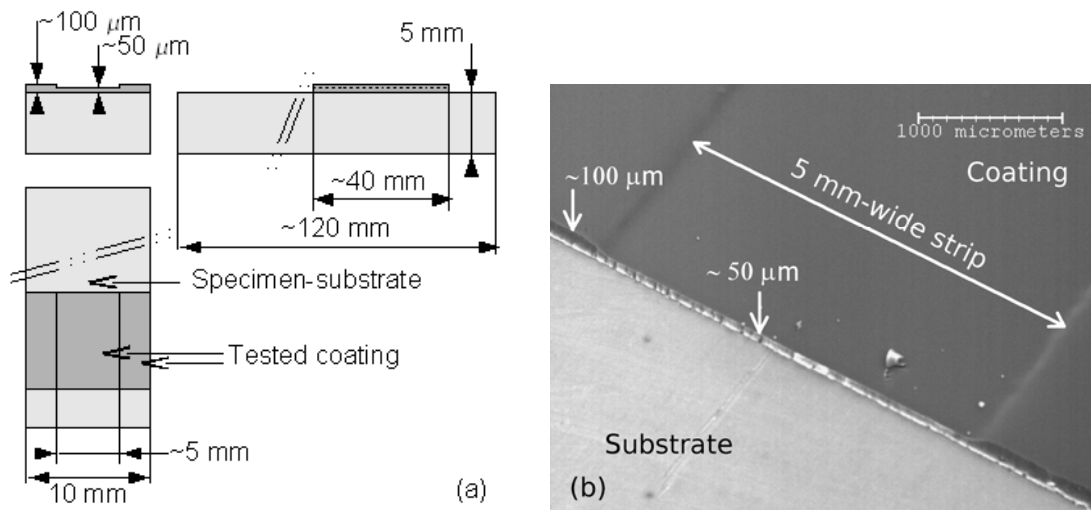 ~100 μm
~50 μm
5 mm
~40 mm
~120 mm
Specimen-substrate
Tested coating
~5 mm
10 mm
(a)
1000 micrometers
Coating
~100 μm
5 mm-wide strip
~ 50 μm
Substrate
(b)